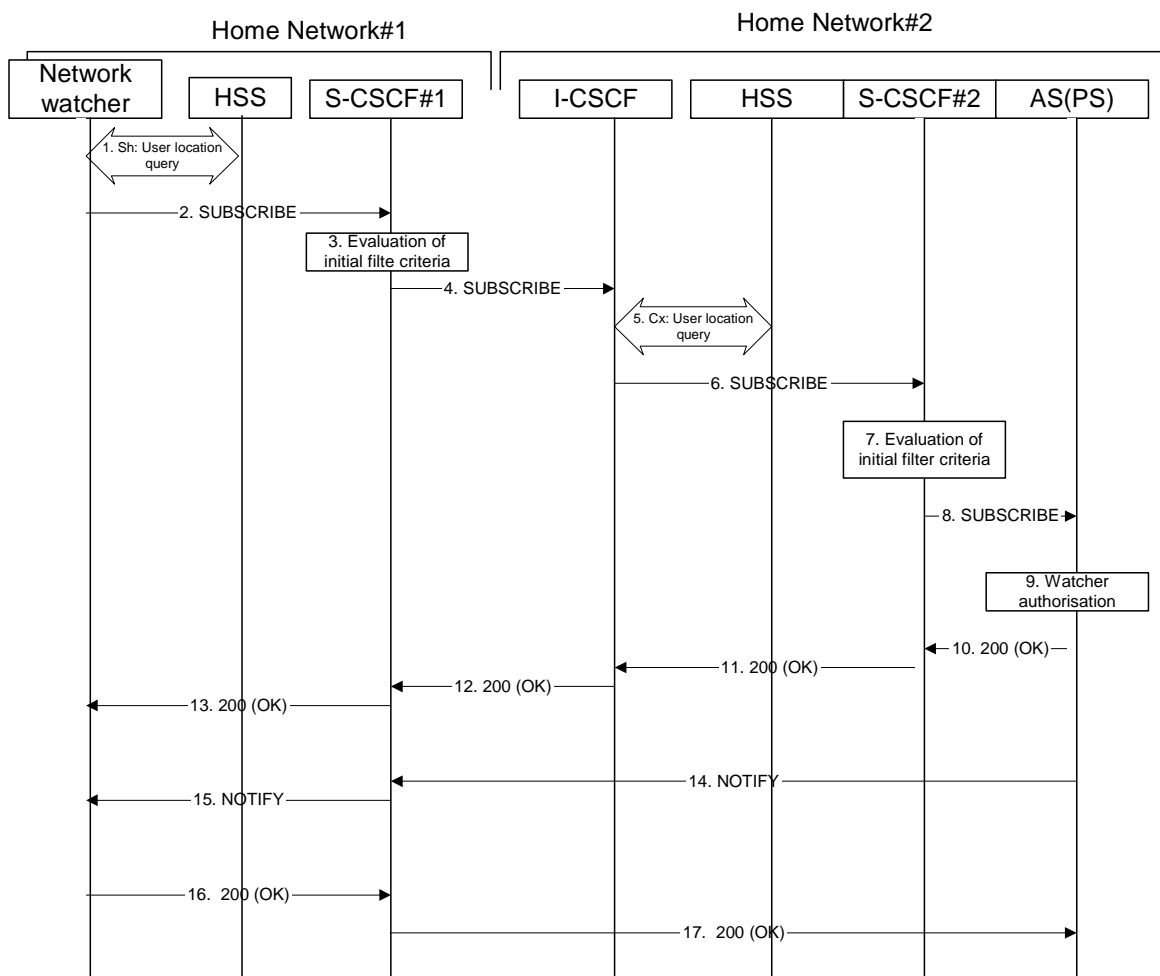 Home Network#1
Home Network#2
Network
watcher
HSS
S-CSCF#1
I-CSCF
HSS
S-CSCF#2
AS(PS)
1. Sh: User location
query
2. SUBSCRIBE
3. Evaluation of
initial filte criteria
4. SUBSCRIBE
5. Cx: User location
query
6. SUBSCRIBE
7. Evaluation of
initial filter criteria
8. SUBSCRIBE
9. Watcher
authorisation
10. 200 (OK)
11. 200 (OK)
12. 200 (OK)
13. 200 (OK)
14. NOTIFY
15. NOTIFY
16. 200 (OK)
17. 200 (OK)